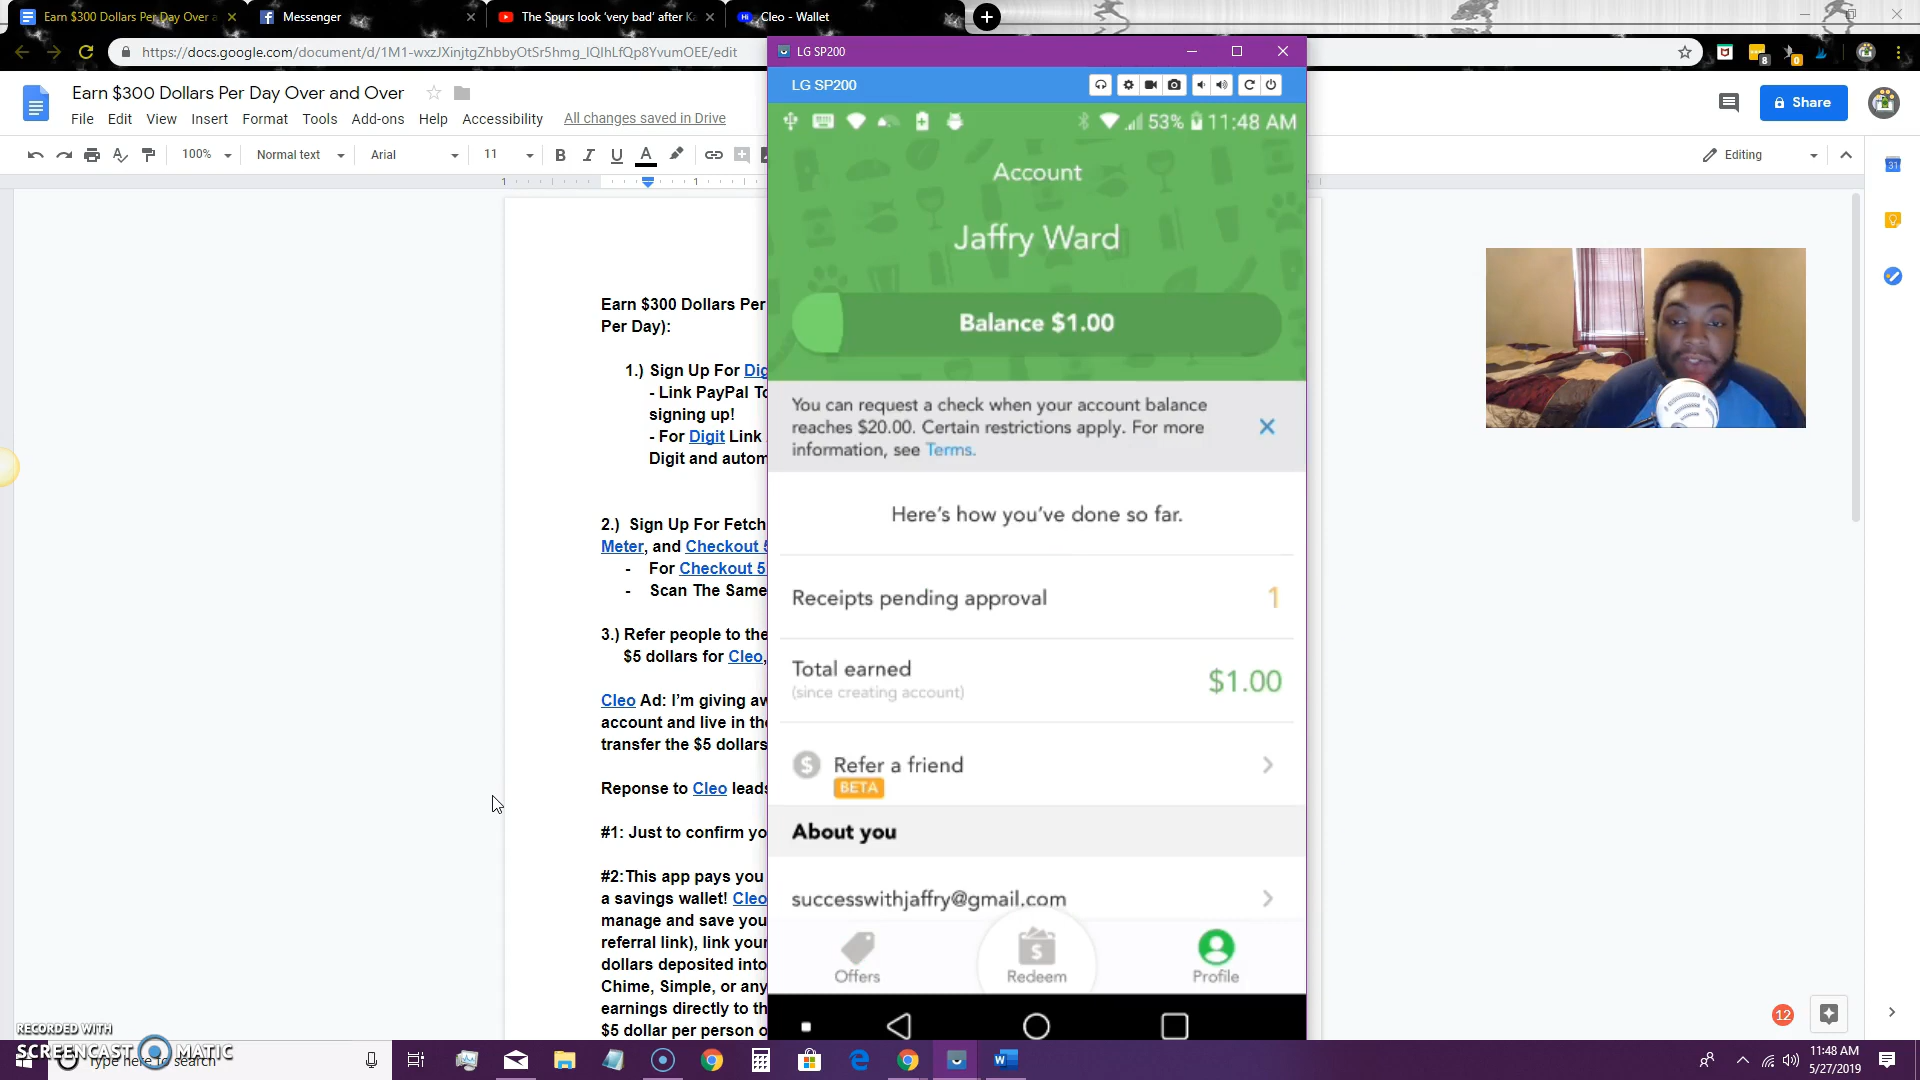 Earn $300 Dollars Per Day Over a
Messenger
The Spurs look 'very bad' after Ka
Cleo - Wallet
https://docs.google.com/document/d/1M1-wxzJXinjtgZhbbyOtSr5hmg_IQIhLfQp8YvumOEE/edit
Earn $300 Dollars Per Day Over and Over
File Edit View Insert Format Tools Add-ons Help Accessibility All changes saved in Drive
Share
100% Normal text Arial 11 B I U A
Editing
LG SP200
LG SP200
53% 11:48 AM
Account
Jaffry Ward
Balance $1.00
You can request a check when your account balance
reaches $20.00. Certain restrictions apply. For more
information, see Terms.
Here's how you've done so far.
Receipts pending approval 1
Total earned
(since creating account)
$1.00
Refer a friend
BETA
About you
successwithjaffry@gmail.com
Offers Redeem Profile
Earn $300 Dollars Per
Per Day):
1.) Sign Up For Dig
- Link PayPal To
signing up!
- For Digit Link
Digit and autom
2.) Sign Up For Fetch
Meter, and Checkout 5
- For Checkout 5
- Scan The Same
3.) Refer people to the
$5 dollars for Cleo,
Cleo Ad: I'm giving aw
account and live in the
transfer the $5 dollars
Reponse to Cleo leads
#1: Just to confirm yo
#2:This app pays you
a savings wallet! Cleo
manage and save you
referral link), link your
dollars deposited into
Chime, Simple, or any
earnings directly to th
$5 dollar per person o
12
RECORDED WITH
SCREENCAST MATIC
Type here to search
11:48 AM
5/27/2019